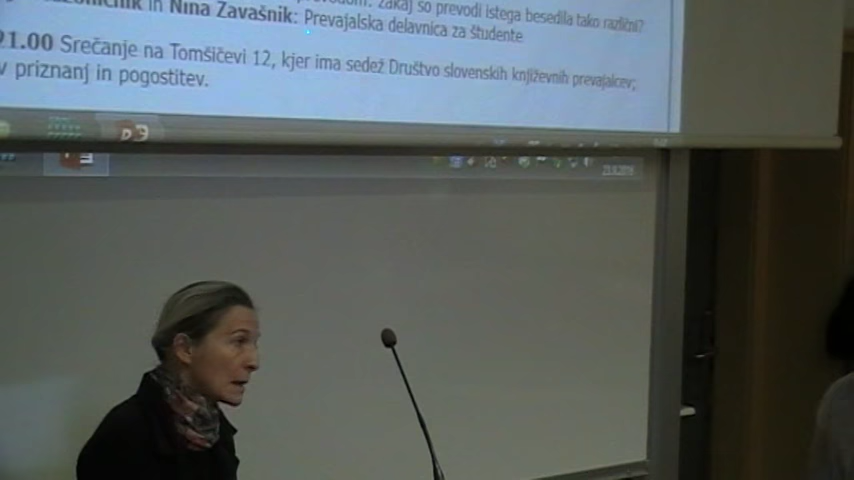 in Nina Zavašnik: Prevajalska delavnica za študente
zakaj so prevodi istega besedila tako različni?
21.00 Srečanje na Tomšičevi 12, kjer ima sedež Društvo slovenskih književnih prevajalcev;
v priznanj in pogostitev.